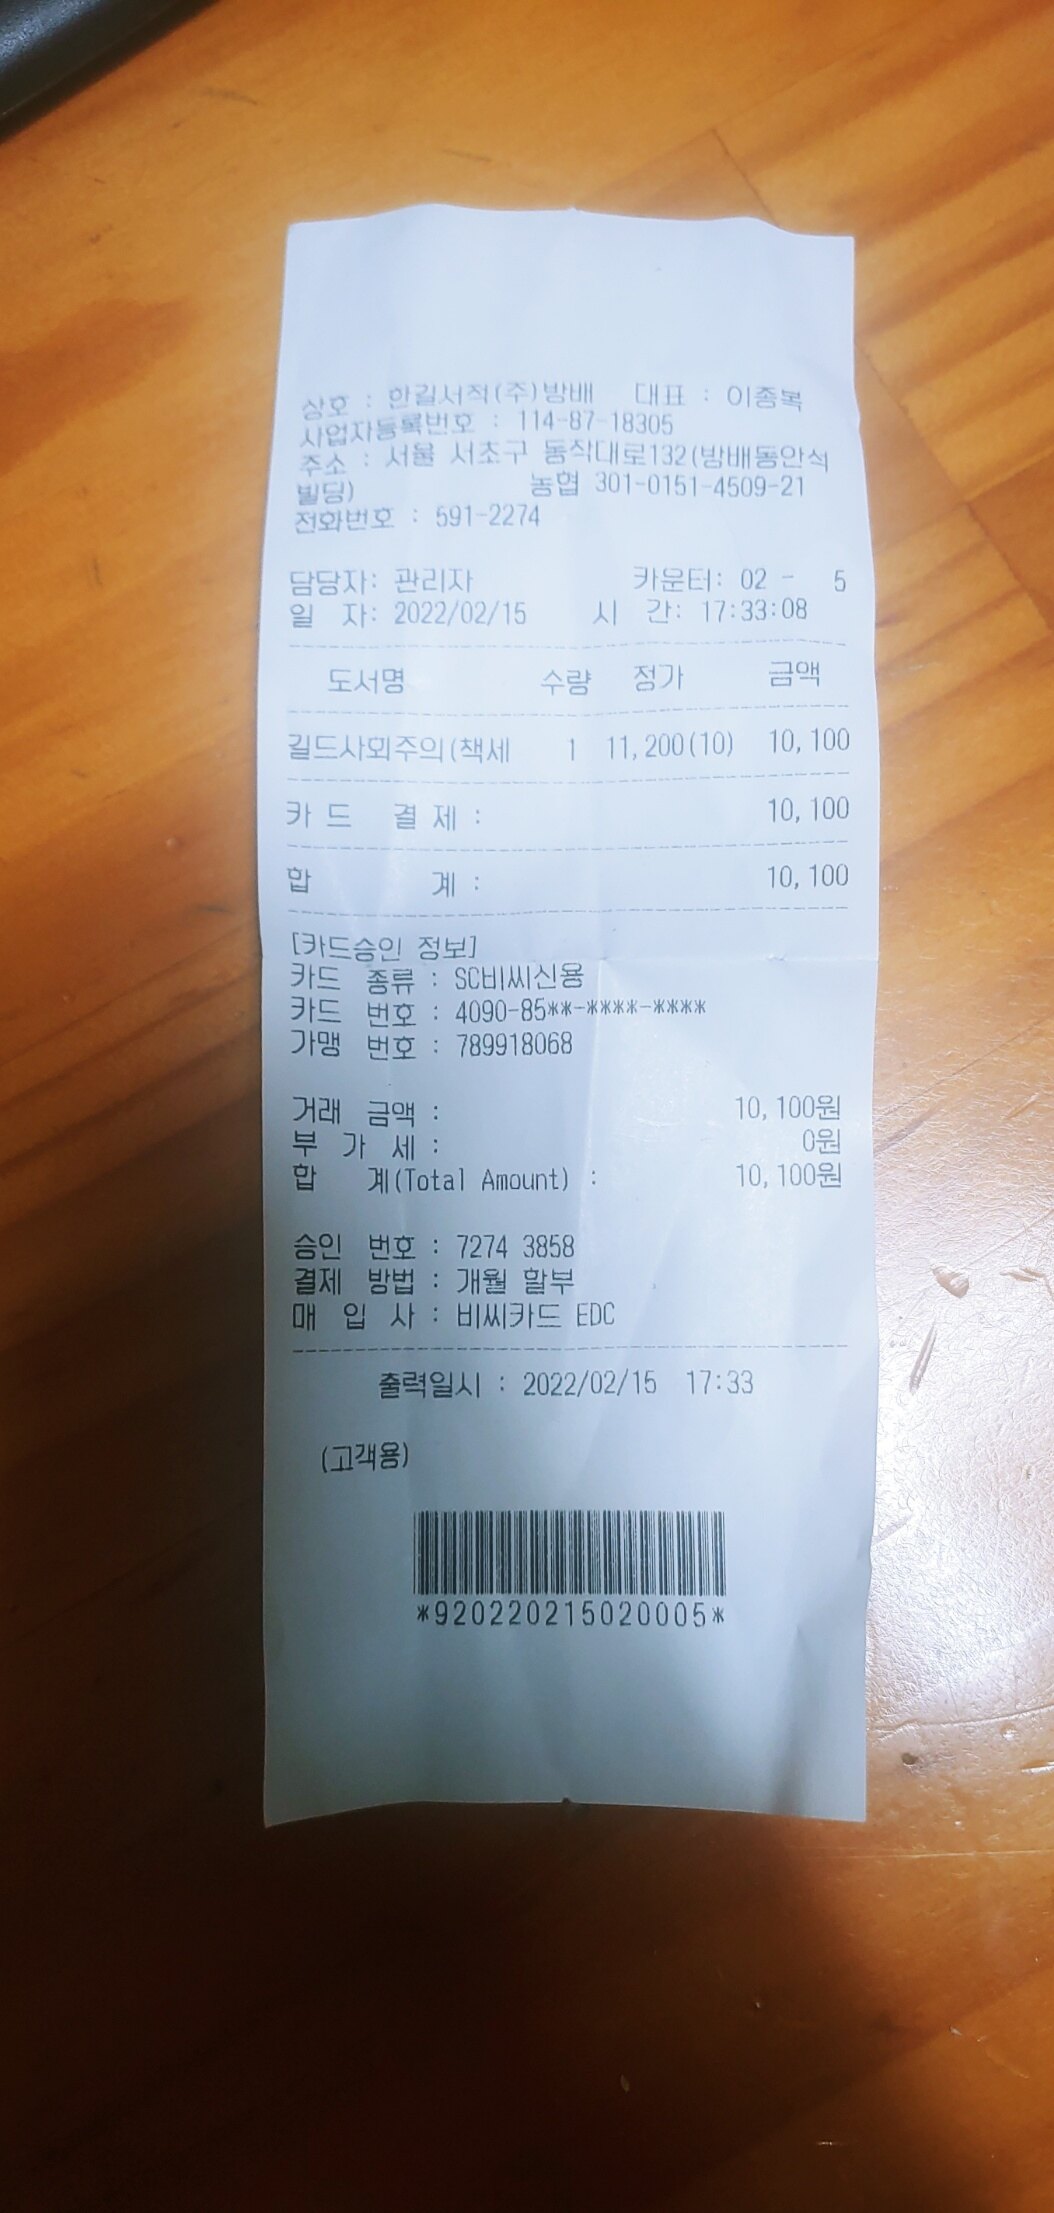 상호 : 한길서적(주)방배 대표 : 이종복
사업자등록번호 : 114-87-18305
주소 : 서울 서초구 동작대로132(방배동안석
빌딩) 농협 301-0151-4509-21
전화번호 : 591-2274
담당자: 관리자 카운터: 02 - 5
일 자: 2022/02/15 시 간: 17:33:08
도서명 수량 정가 금액
길드사회주의(책세 1 11,200(10) 10,100
카 드 결 제 : 10,100
합 계 : 10,100
[카드승인 정보]
카드 종류 : SC비씨신용
카드 번호 : 4090-85**-****-****
가맹 번호 : 789918068
거래 금액 : 10,100원
부 가 세 : 0원
합 계(Total Amount) : 10,100원
승인 번호 : 7274 3858
결제 방법 : 개월 할부
매 입 사 : 비씨카드 EDC
출력일시 : 2022/02/15 17:33
(고객용)
*920220215020005*